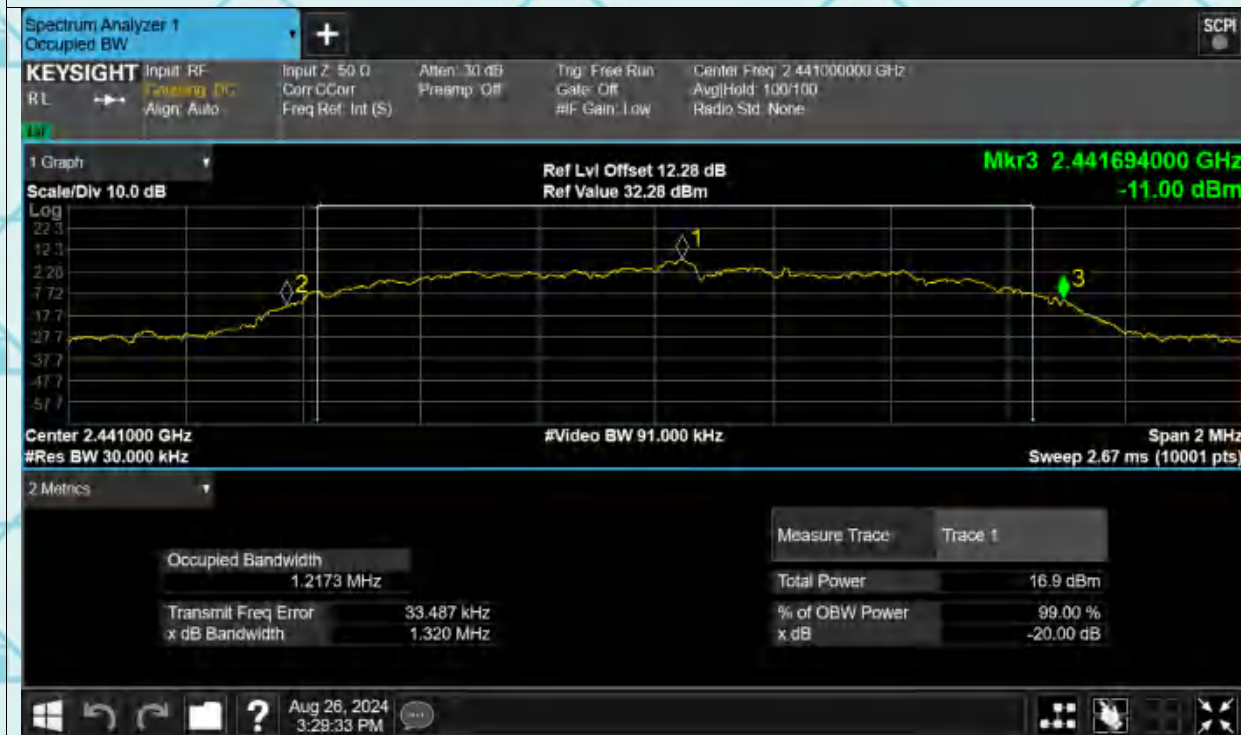 Spectrum Analyzer 1
Occupied BW
SCPI
KEYSIGHT
RL
Input: RF
Coupling: DC
Align: Auto
Input Z: 50 Ω
Corr CCorr
Freq Ref: Int (S)
Atten: 30 dB
Preamp: Off
Trig: Free Run
Gate: Off
#IF Gain: Low
Center Freq: 2.441000000 GHz
Avg|Hold: 100/100
Radio Std: None
1 Graph
Scale/Div 10.0 dB
Ref Lvl Offset 12.28 dB
Ref Value 32.28 dBm
Mkr3 2.441694000 GHz
-11.00 dBm
Log
22.3
12.3
2.28
-7.72
-17.7
-27.7
-37.7
-47.7
-57.7
1
2
3
Center 2.441000 GHz
#Res BW 30.000 kHz
#Video BW 91.000 kHz
Span 2 MHz
Sweep 2.67 ms (10001 pts)
2 Metrics
Occupied Bandwidth
1.2173 MHz
Transmit Freq Error 33.487 kHz
x dB Bandwidth 1.320 MHz
Measure Trace Trace 1
Total Power 16.9 dBm
% of OBW Power 99.00 %
x dB -20.00 dB
?
Aug 26, 2024
3:29:33 PM